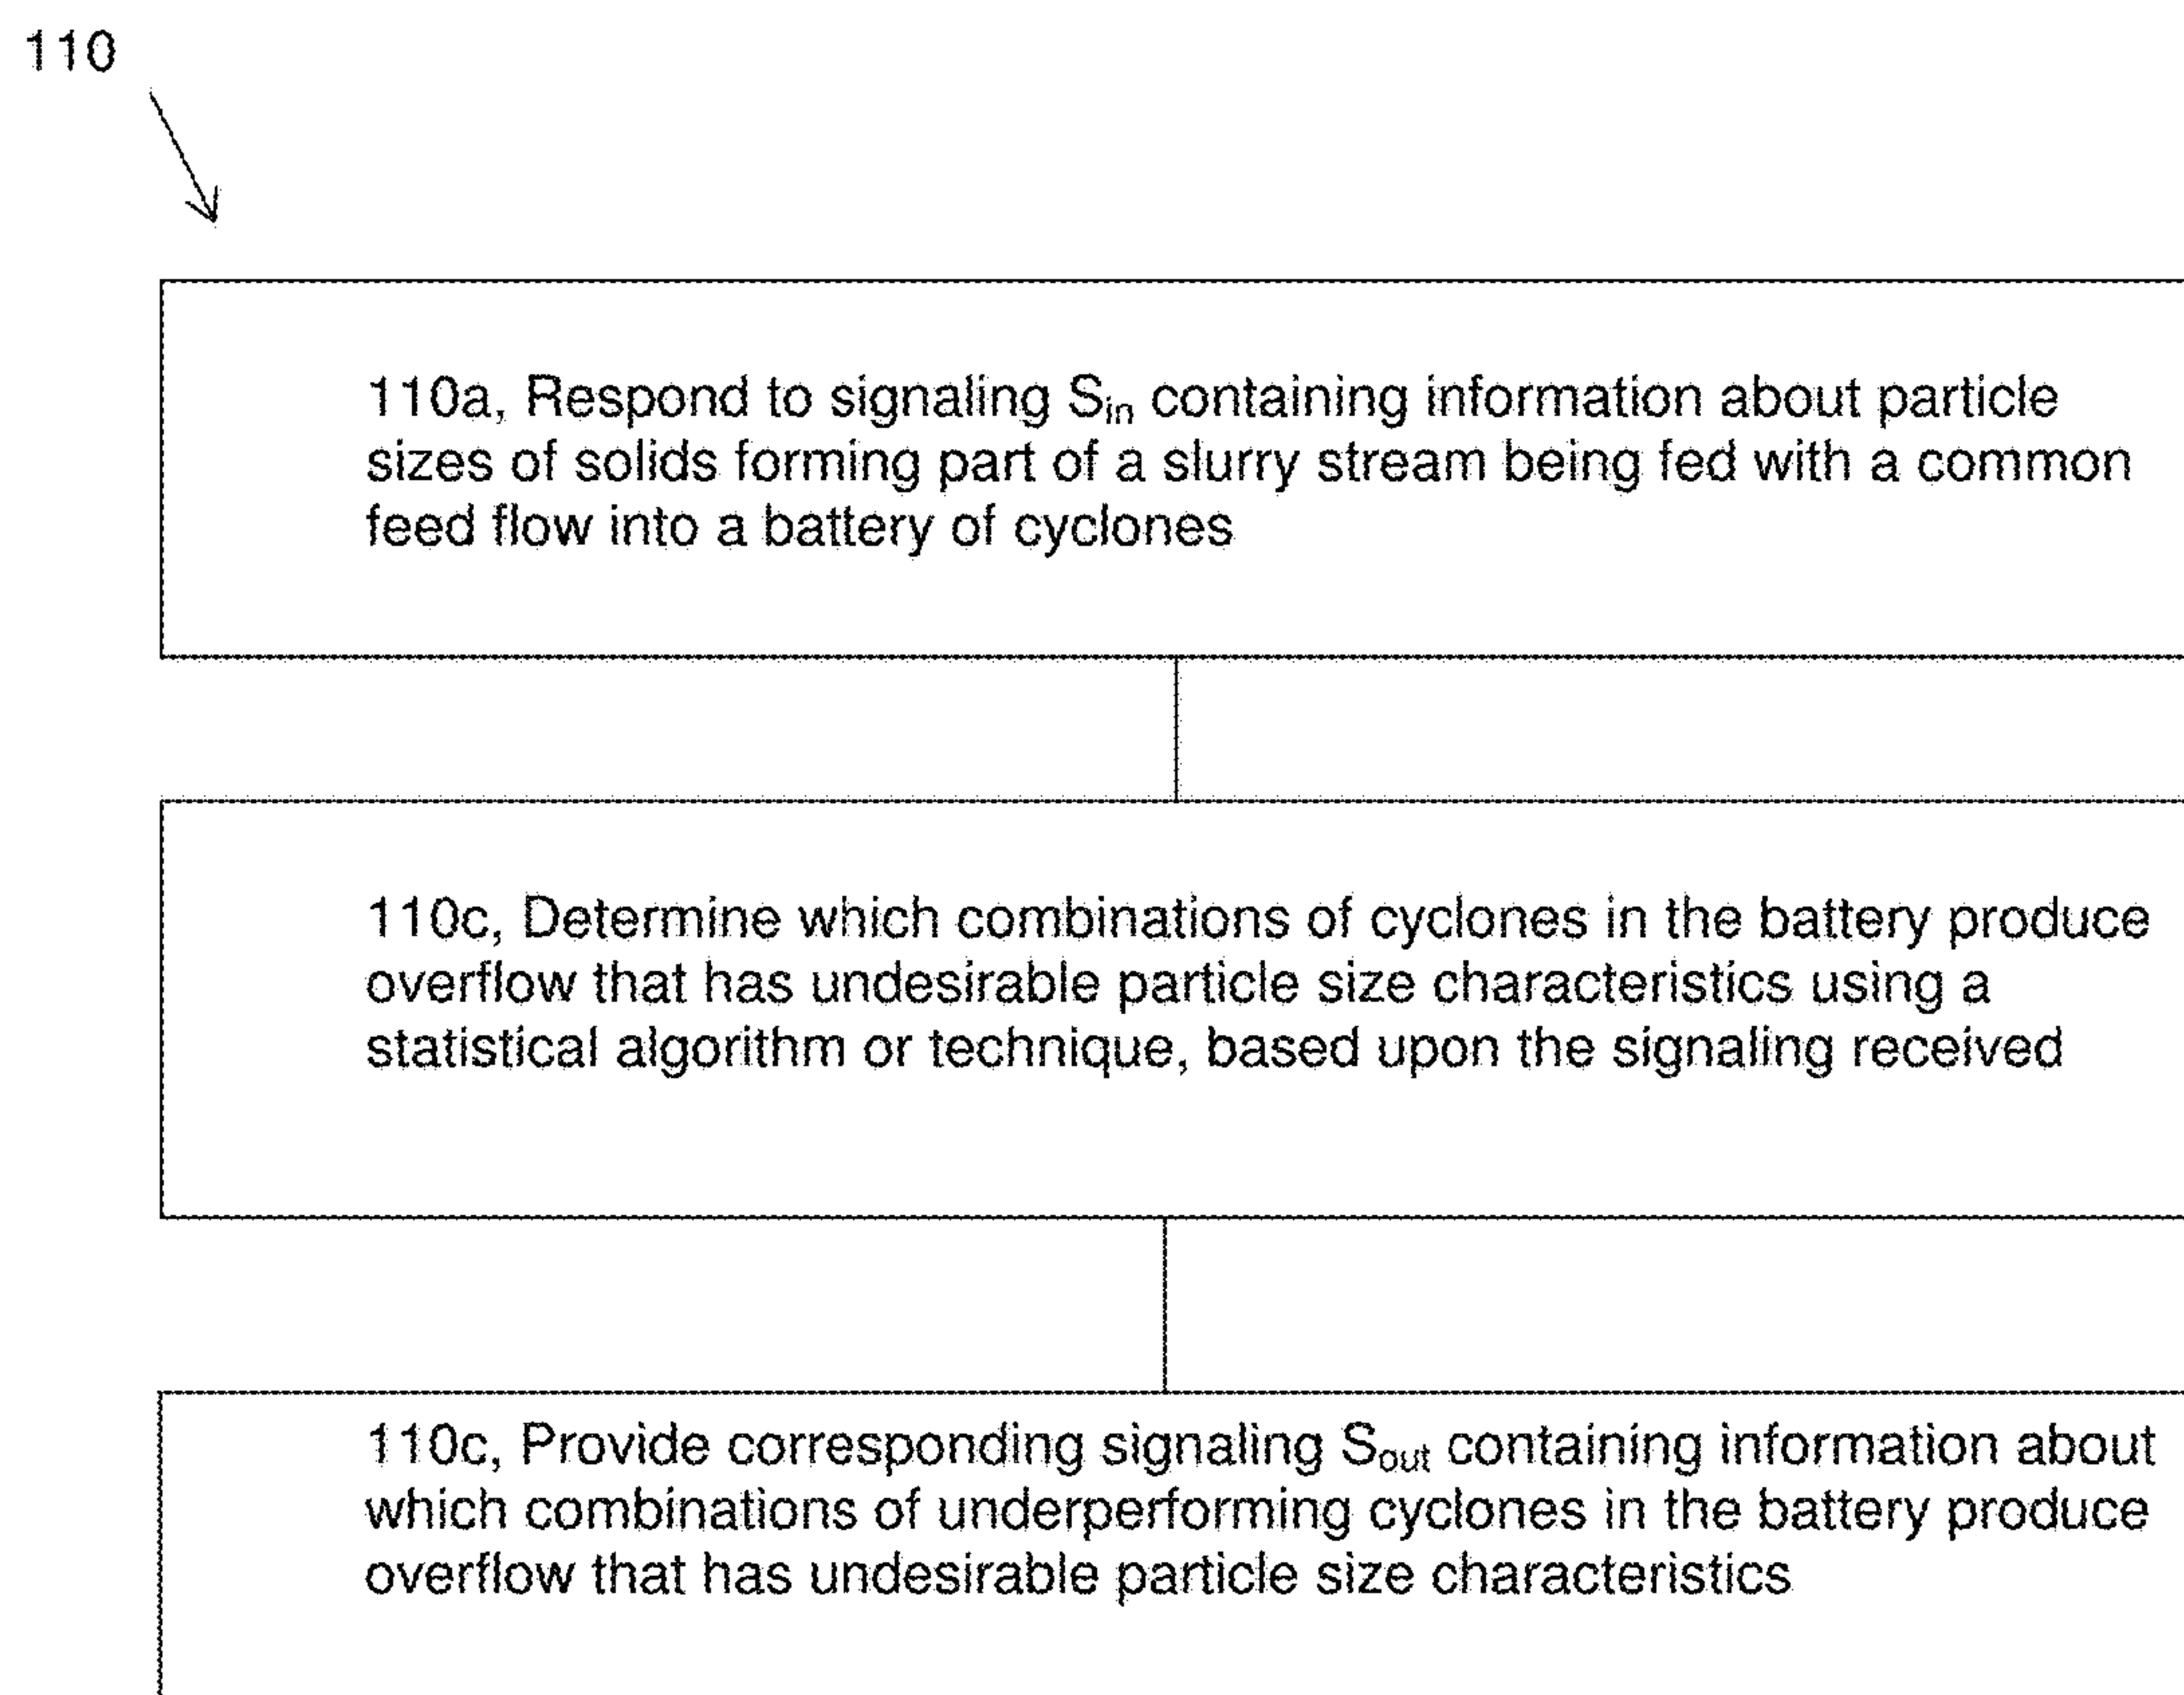 110
110a, Respond to signaling Sin containing information about particle
sizes of solids forming part of a slurry stream being fed with a common
feed flow into a battery of cyclones
110c, Determine which combinations of cyclones in the battery produce
overflow that has undesirable particle size characteristics using a
statistical algorithm or technique, based upon the signaling received
110c, Provide corresponding signaling Sout containing information about
which combinations of underperforming cyclones in the battery produce
overflow that has undesirable particle size characteristics